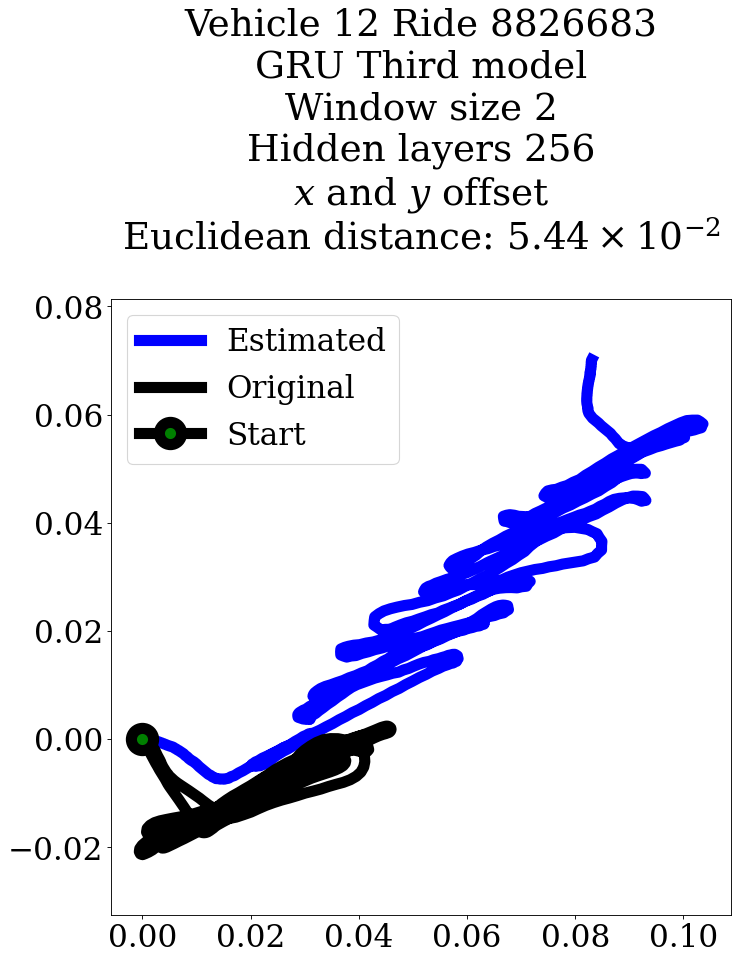 Vehicle 12 Ride 8826683
GRU Third model
Window size 2
Hidden layers 256
x and y offset
Euclidean distance: 5.44 × 10⁻²
0.08
Estimated
Original
Start
0.06
0.04
0.02
0.00
−0.02
0.00 0.02 0.04 0.06 0.08 0.10